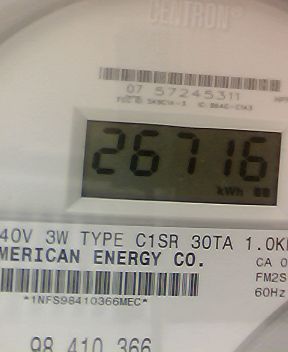 CENTRON®
07 57245311
26716
kWh 88
40V 3W TYPE C1SR 30TA 1.0K
MERICAN ENERGY CO.
CA 0
FM2S
60Hz
*1NFS98410366MEC*
98 410 366